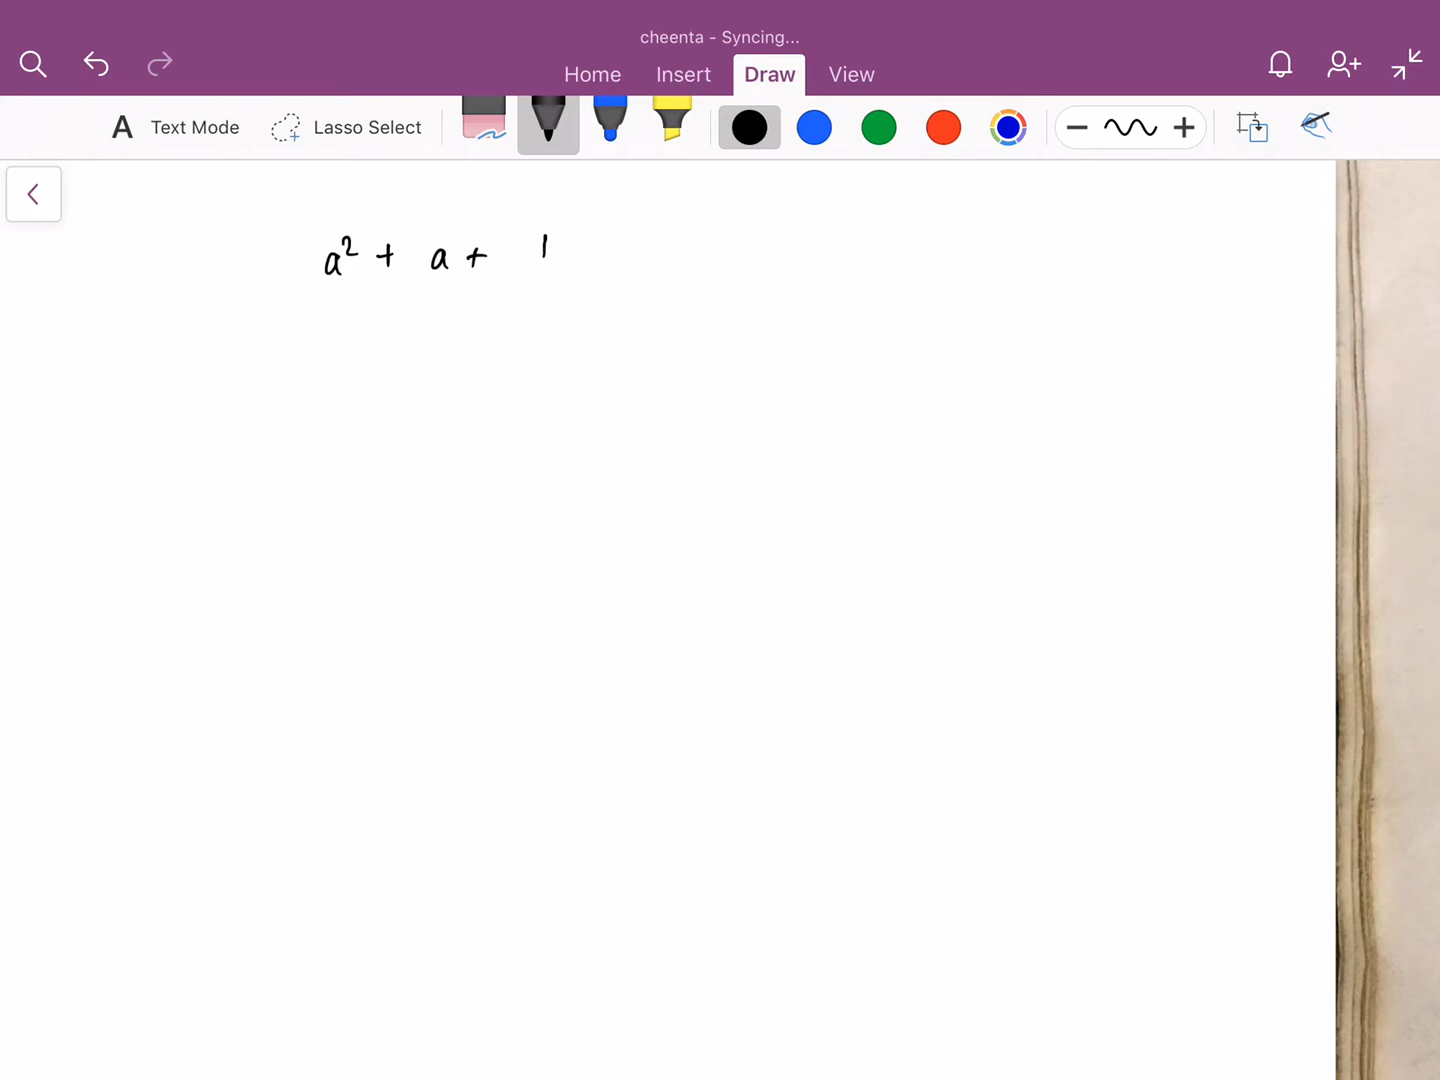 cheenta - Syncing...
Home Insert Draw View
A Text Mode Lasso Select
a² + a + 1